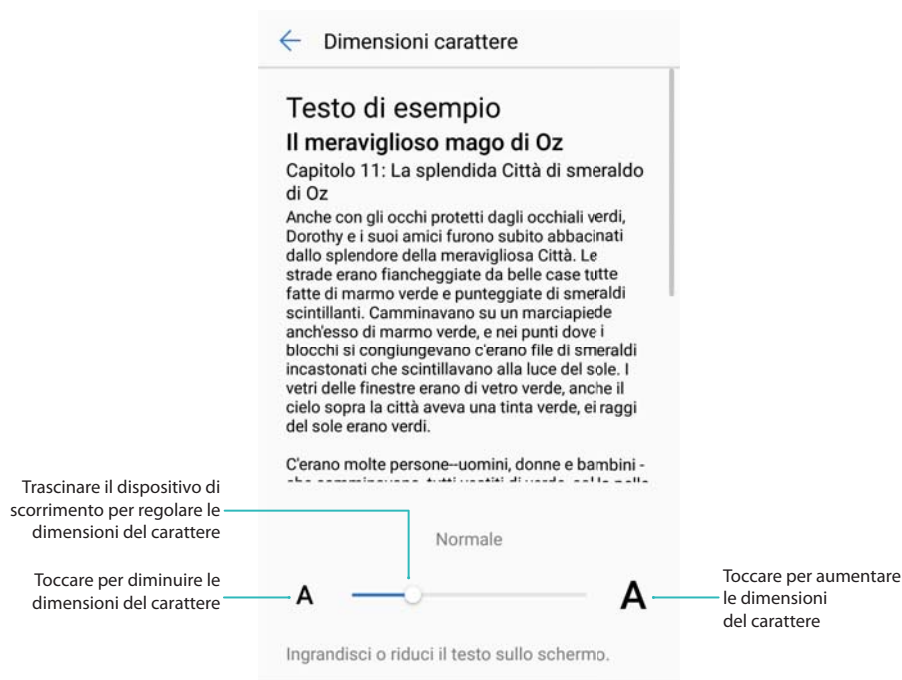 Dimensioni carattere
Testo di esempio
Il meraviglioso mago di Oz
Capitolo 11: La splendida Città di smeraldo
di Oz
Anche con gli occhi protetti dagli occhiali verdi,
Dorothy e i suoi amici furono subito abbacinati
dallo splendore della meravigliosa Città. Le
strade erano fiancheggiate da belle case tutte
fatte di marmo verde e punteggiate di smeraldi
scintillanti. Camminavano su un marciapiede
anch'esso di marmo verde, e nei punti dove i
blocchi si congiungevano c'erano file di smeraldi
incastonati che scintillavano alla luce del sole. I
vetri delle finestre erano di vetro verde, anche il
cielo sopra la città aveva una tinta verde, ei raggi
del sole erano verdi.
C'erano molte persone--uomini, donne e bambini -
Trascinare il dispositivo di
scorrimento per regolare le
dimensioni del carattere
Normale
Toccare per diminuire le
dimensioni del carattere
A
A
Toccare per aumentare
le dimensioni
del carattere
Ingrandisci o riduci il testo sullo schermo.